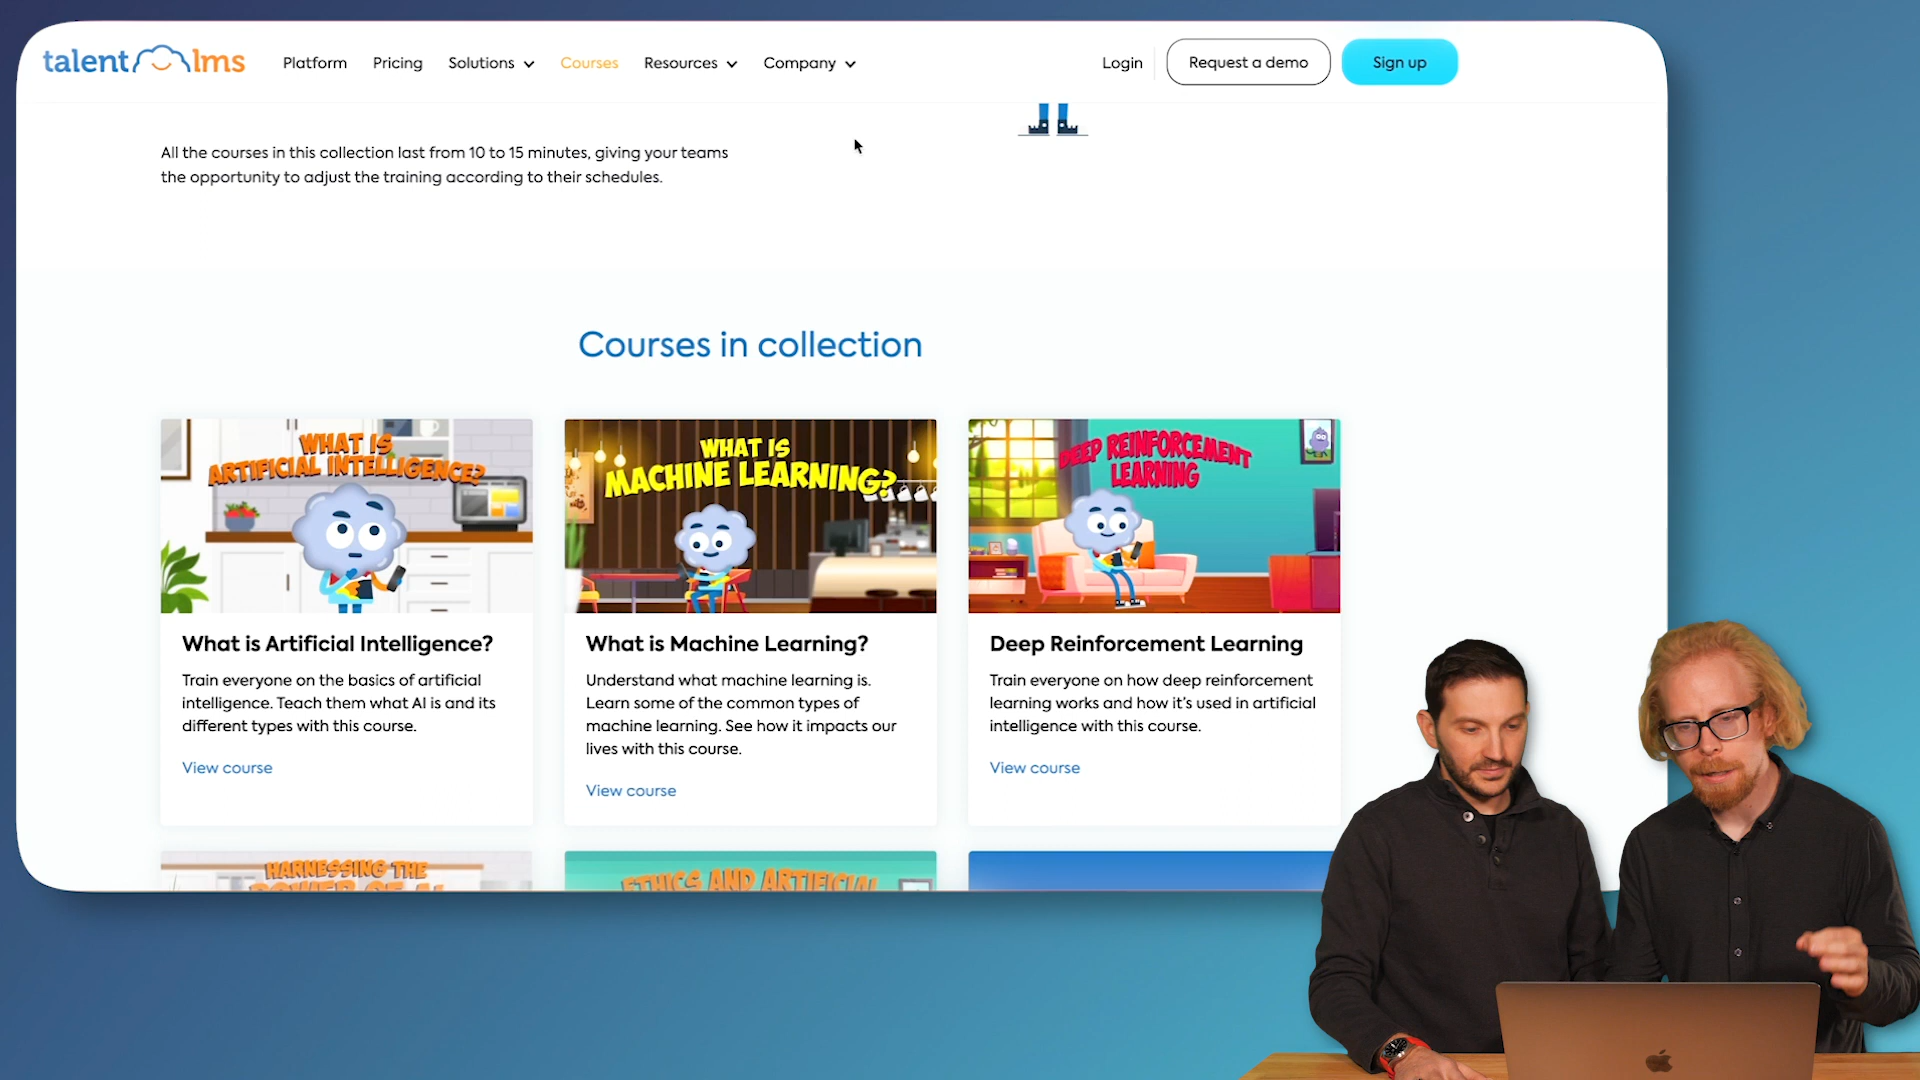 talent lms
Platform
Pricing
Solutions
Courses
Resources
Company
Login
Request a demo
Sign up
All the courses in this collection last from 10 to 15 minutes, giving your teams
the opportunity to adjust the training according to their schedules.
Courses in collection
WHAT IS
ARTIFICIAL INTELLIGENCE?
WHAT IS
MACHINE LEARNING?
DEEP REINFORCEMENT
LEARNING
What is Artificial Intelligence?
Train everyone on the basics of artificial
intelligence. Teach them what AI is and its
different types with this course.
View course
What is Machine Learning?
Understand what machine learning is.
Learn some of the common types of
machine learning. See how it impacts our
lives with this course.
View course
Deep Reinforcement Learning
Train everyone on how deep reinforcement
learning works and how it's used in artificial
intelligence with this course.
View course
HARNESSING THE
POWER OF AI
ETHICS AND ARTIFICIAL